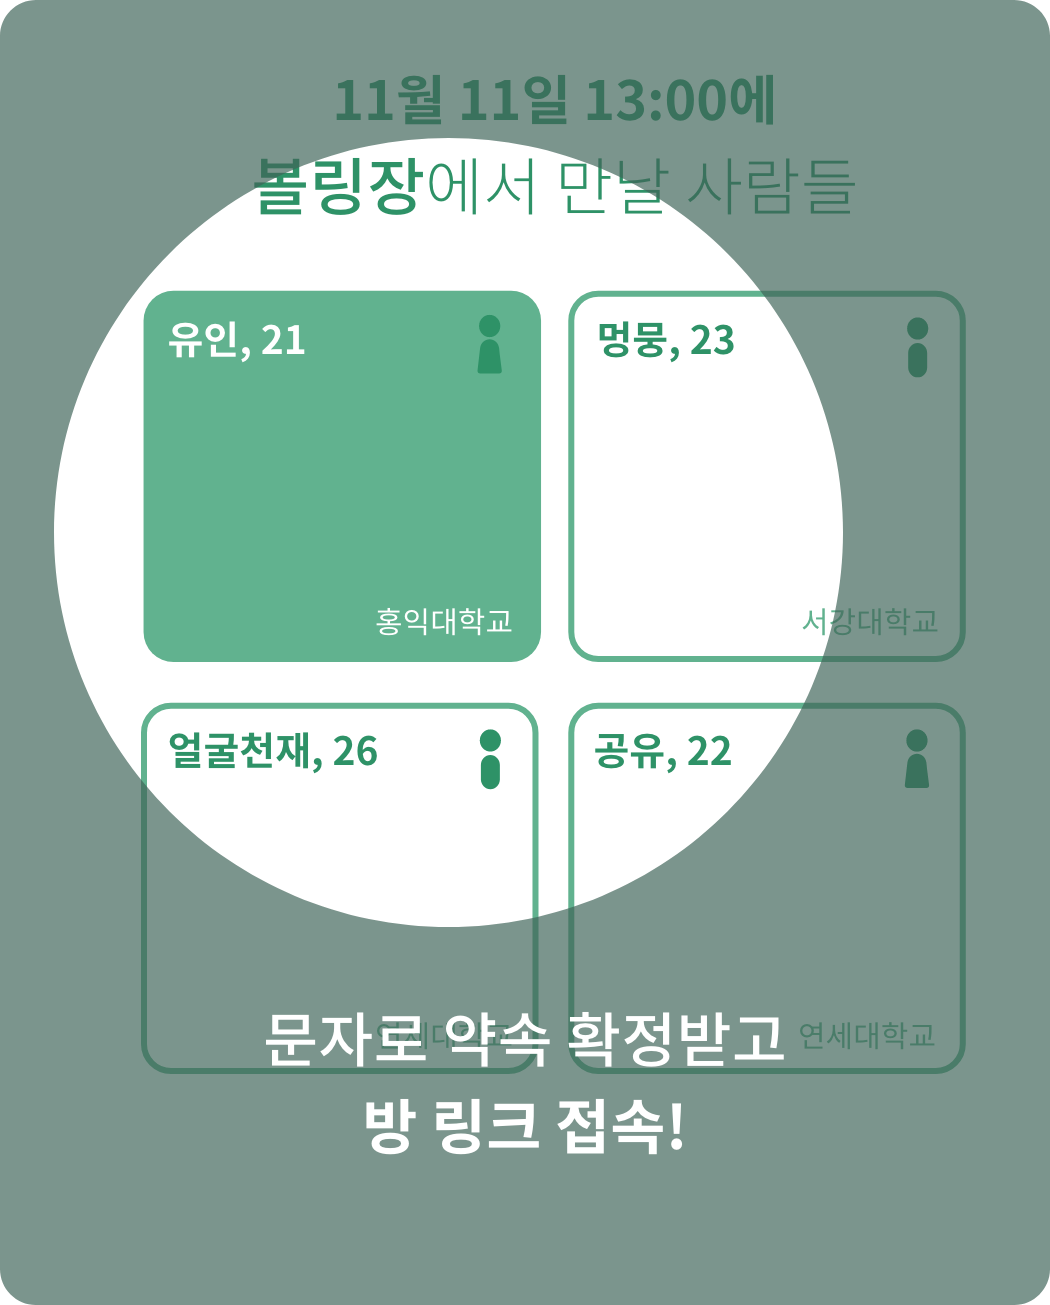 11월 11일 13:00에
볼링장에서 만날 사람들
유인, 21
멍뭉, 23
홍익대학교
서강대학교
얼굴천재, 26
공유, 22
연세대학교
연세대학교
문자로 약속 확정받고
방 링크 접속!